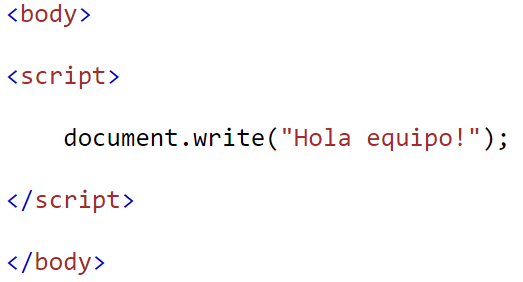 <body>
<script>
document.write("Hola equipo!");
</script>
</body>